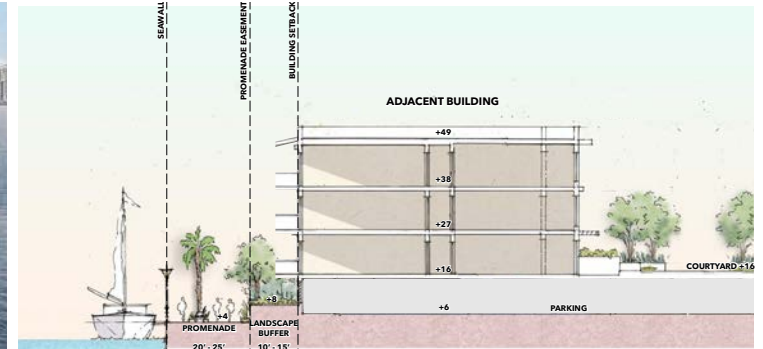 SEAWALL
PROMENADE EASEMENT
BUILDING SETBACK
ADJACENT BUILDING
+49
+38
+27
+16
COURTYARD +16
+8
+6
PARKING
+4
PROMENADE
LANDSCAPE
BUFFER
20' - 25'
10' - 15'